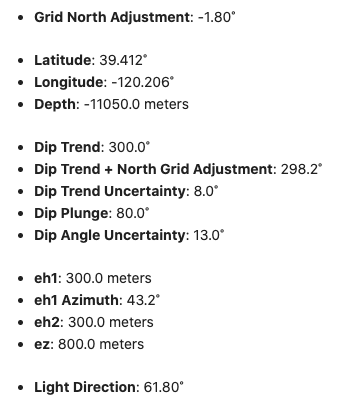 • Grid North Adjustment: -1.80˚
• Latitude: 39.412˚
• Longitude: -120.206˚
• Depth: -11050.0 meters
• Dip Trend: 300.0˚
• Dip Trend + North Grid Adjustment: 298.2˚
• Dip Trend Uncertainty: 8.0˚
• Dip Plunge: 80.0˚
• Dip Angle Uncertainty: 13.0˚
• eh1: 300.0 meters
• eh1 Azimuth: 43.2˚
• eh2: 300.0 meters
• ez: 800.0 meters
• Light Direction: 61.80˚